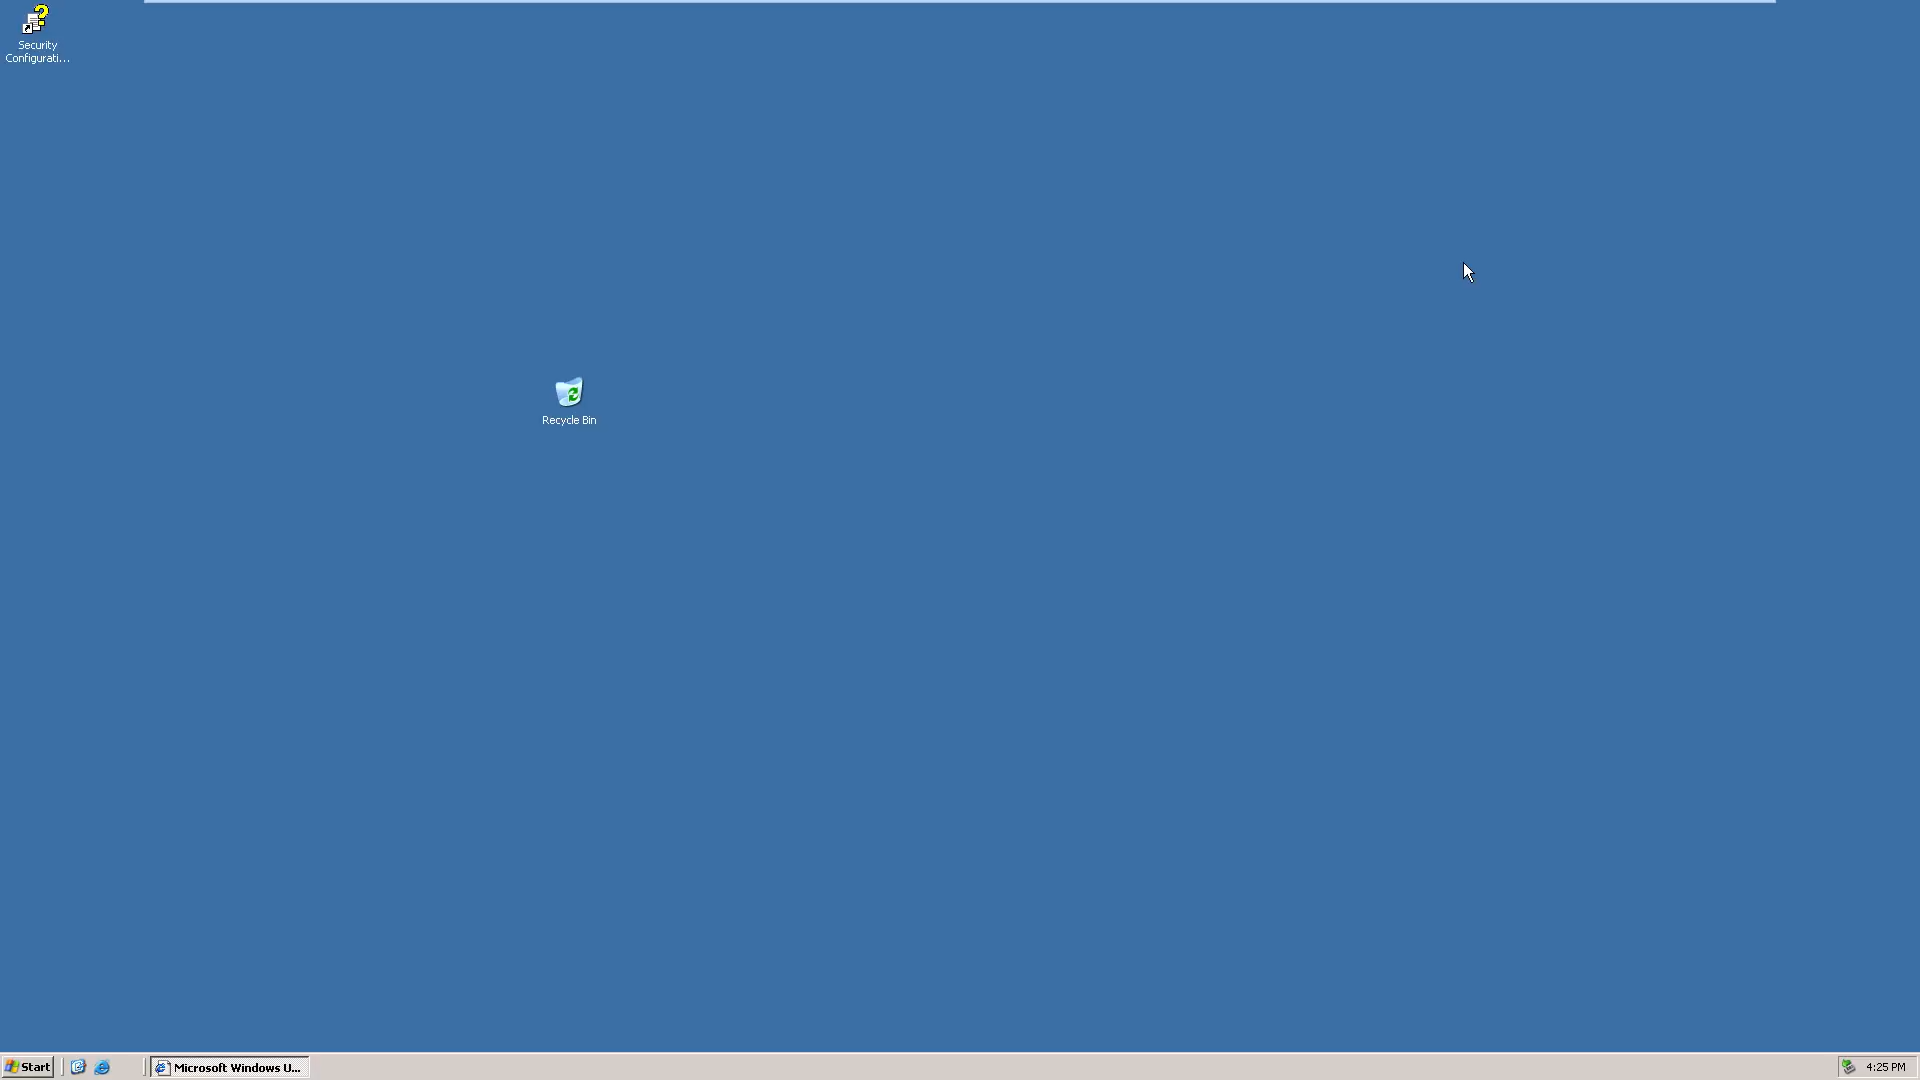 Security
Configurati...
Recycle Bin
Start
Microsoft Windows U...
4:25 PM